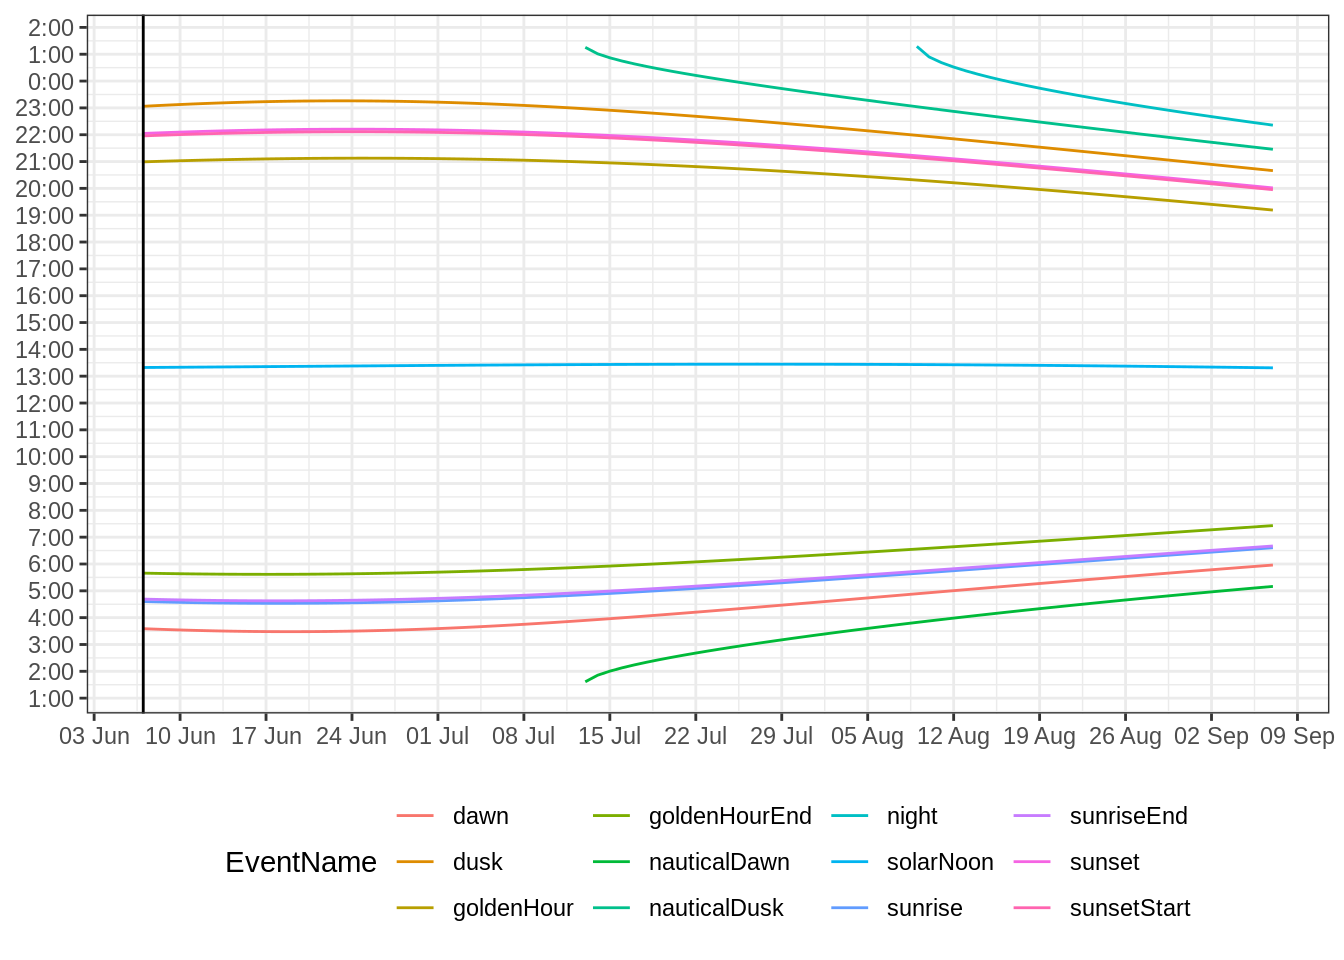 2:00
1:00
0:00
23:00
22:00
21:00
20:00
19:00
18:00
17:00
16:00
15:00
14:00
13:00
12:00
11:00
10:00
9:00
8:00
7:00
6:00
5:00
4:00
3:00
2:00
1:00
03 Jun 10 Jun 17 Jun 24 Jun 01 Jul 08 Jul 15 Jul 22 Jul 29 Jul 05 Aug 12 Aug 19 Aug 26 Aug 02 Sep 09 Sep
EventName
dawn
dusk
goldenHour
goldenHourEnd
nauticalDawn
nauticalDusk
night
solarNoon
sunrise
sunriseEnd
sunset
sunsetStart